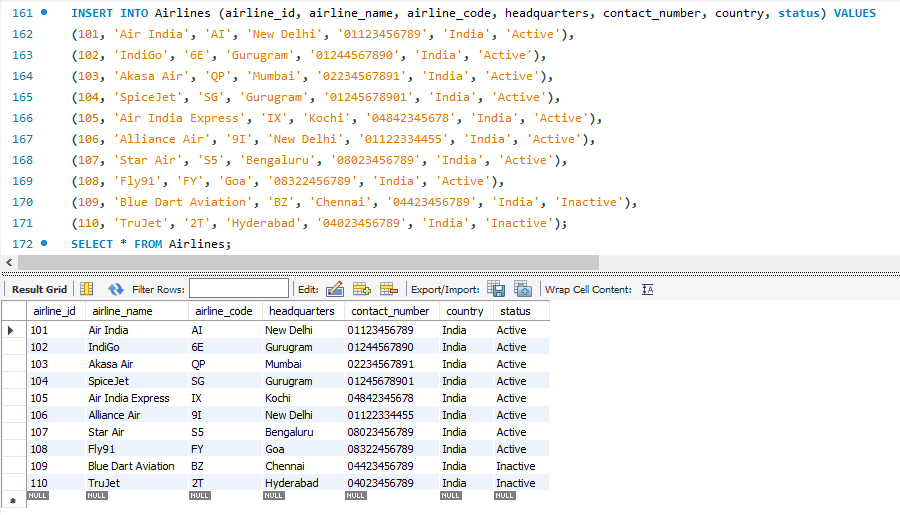 161 INSERT INTO Airlines (airline_id, airline_name, airline_code, headquarters, contact_number, country, status) VALUES
162 (101, 'Air India', 'AI', 'New Delhi', '01123456789', 'India', 'Active'),
163 (102, 'IndiGo', '6E', 'Gurugram', '01244567890', 'India', 'Active'),
164 (103, 'Akasa Air', 'QP', 'Mumbai', '02234567891', 'India', 'Active'),
165 (104, 'SpiceJet', 'SG', 'Gurugram', '01245678901', 'India', 'Active'),
166 (105, 'Air India Express', 'IX', 'Kochi', '04842345678', 'India', 'Active'),
167 (106, 'Alliance Air', '9I', 'New Delhi', '01122334455', 'India', 'Active'),
168 (107, 'Star Air', 'S5', 'Bengaluru', '08023456789', 'India', 'Active'),
169 (108, 'Fly91', 'FY', 'Goa', '08322456789', 'India', 'Active'),
170 (109, 'Blue Dart Aviation', 'BZ', 'Chennai', '04423456789', 'India', 'Inactive'),
171 (110, 'TruJet', '2T', 'Hyderabad', '04023456789', 'India', 'Inactive');
172 SELECT * FROM Airlines;
Result Grid Filter Rows: Edit: Export/Import: Wrap Cell Content: IA
airline_id airline_name airline_code headquarters contact_number country status
101 Air India AI New Delhi 01123456789 India Active
102 IndiGo 6E Gurugram 01244567890 India Active
103 Akasa Air QP Mumbai 02234567891 India Active
104 SpiceJet SG Gurugram 01245678901 India Active
105 Air India Express IX Kochi 04842345678 India Active
106 Alliance Air 9I New Delhi 01122334455 India Active
107 Star Air S5 Bengaluru 08023456789 India Active
108 Fly91 FY Goa 08322456789 India Active
109 Blue Dart Aviation BZ Chennai 04423456789 India Inactive
110 TruJet 2T Hyderabad 04023456789 India Inactive
NULL NULL NULL NULL NULL NULL NULL